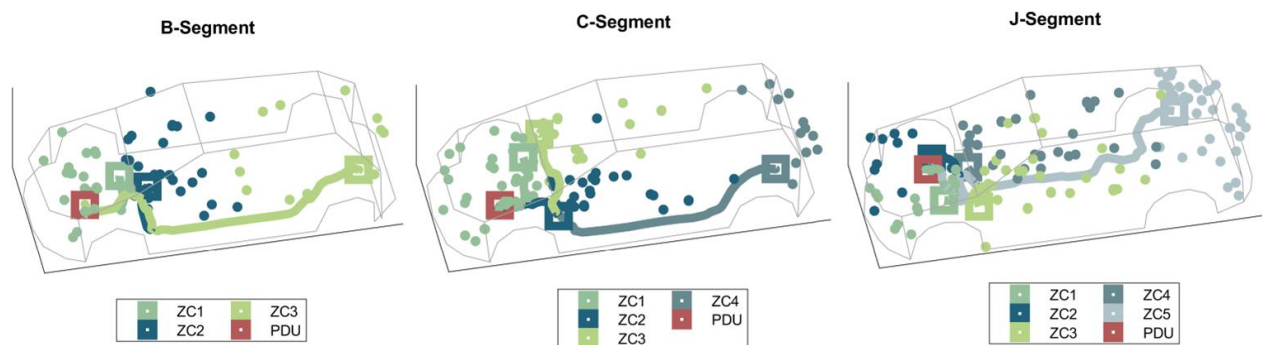 B-Segment
C-Segment
J-Segment
ZC1
ZC2
ZC3
PDU
ZC1
ZC2
ZC3
ZC4
PDU
ZC1
ZC2
ZC3
ZC4
ZC5
PDU